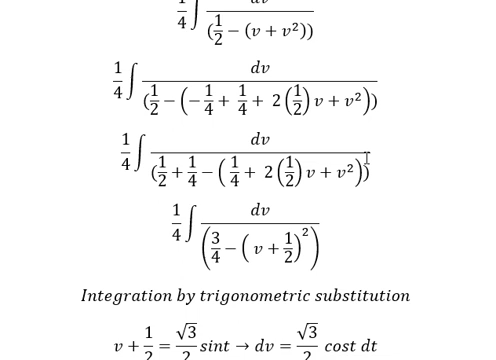 1/4 ∫ dv / (1/2 − (v + v²))
1/4 ∫ dv / (1/2 − (−1/4 + 1/4 + 2(1/2)v + v²))
1/4 ∫ dv / (1/2 + 1/4 − (1/4 + 2(1/2)v + v²))
1/4 ∫ dv / (3/4 − (v + 1/2)²)
Integration by trigonometric substitution
v + 1/2 = √3/2 sint → dv = √3/2 cost dt